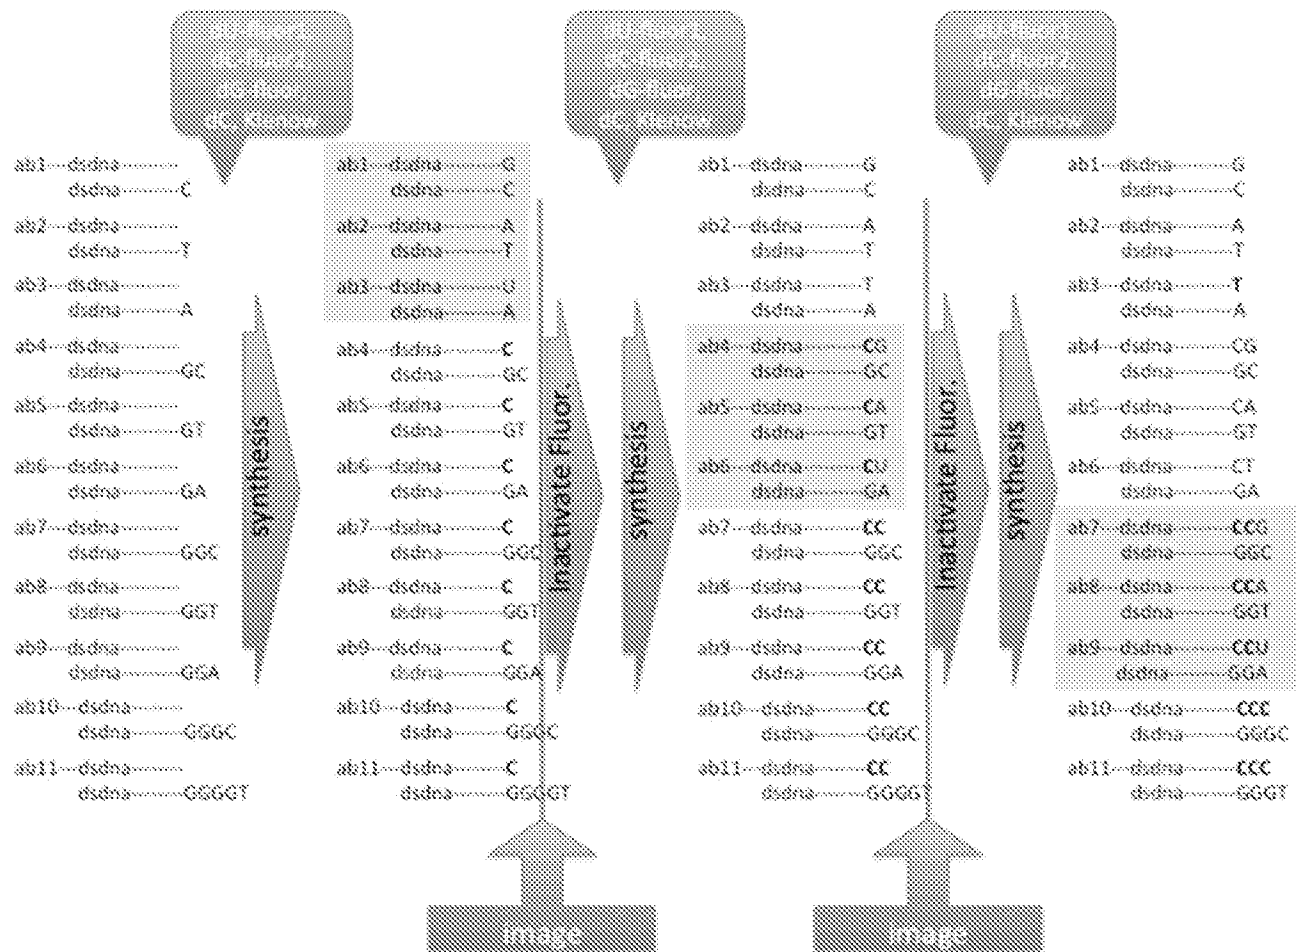 dC, Klenow
dC, Klenow
dC, Klenow
ab1---dsdna----------
dsdna----------C
ab2---dsdna----------
dsdna----------T
ab3---dsdna----------
dsdna----------A
ab4---dsdna----------
dsdna----------GC
ab5---dsdna----------
dsdna----------GT
ab6---dsdna----------
dsdna----------GA
ab7---dsdna----------
dsdna----------GGC
ab8---dsdna----------
dsdna----------GGT
ab9---dsdna----------
dsdna----------GGA
ab10---dsdna----------
dsdna----------GGGC
ab11---dsdna----------
dsdna----------GGGGT
synthesis
ab1---dsdna----------G
dsdna----------C
ab2---dsdna----------A
dsdna----------T
ab3---dsdna----------U
dsdna----------A
ab4---dsdna----------C
dsdna----------GC
ab5---dsdna----------C
dsdna----------GT
ab6---dsdna----------C
dsdna----------GA
ab7---dsdna----------C
dsdna----------GGC
ab8---dsdna----------C
dsdna----------GGT
ab9---dsdna----------C
dsdna----------GGA
ab10---dsdna----------C
dsdna----------GGGC
ab11---dsdna----------C
dsdna----------GGGGT
Inactivate Fluor.
synthesis
ab1---dsdna----------G
dsdna----------C
ab2---dsdna----------A
dsdna----------T
ab3---dsdna----------T
dsdna----------A
ab4---dsdna----------CG
dsdna----------GC
ab5---dsdna----------CA
dsdna----------GT
ab6---dsdna----------CU
dsdna----------GA
ab7---dsdna----------CC
dsdna----------GGC
ab8---dsdna----------CC
dsdna----------GGT
ab9---dsdna----------CC
dsdna----------GGA
ab10---dsdna----------CC
dsdna----------GGGC
ab11---dsdna----------CC
dsdna----------GGGGT
Inactivate Fluor.
synthesis
ab1---dsdna----------G
dsdna----------C
ab2---dsdna----------A
dsdna----------T
ab3---dsdna----------T
dsdna----------A
ab4---dsdna----------CG
dsdna----------GC
ab5---dsdna----------CA
dsdna----------GT
ab6---dsdna----------CT
dsdna----------GA
ab7---dsdna----------CCG
dsdna----------GGC
ab8---dsdna----------CCA
dsdna----------GGT
ab9---dsdna----------CCU
dsdna----------GGA
ab10---dsdna----------CCC
dsdna----------GGGC
ab11---dsdna----------CCC
dsdna----------GGGT
Image
Image